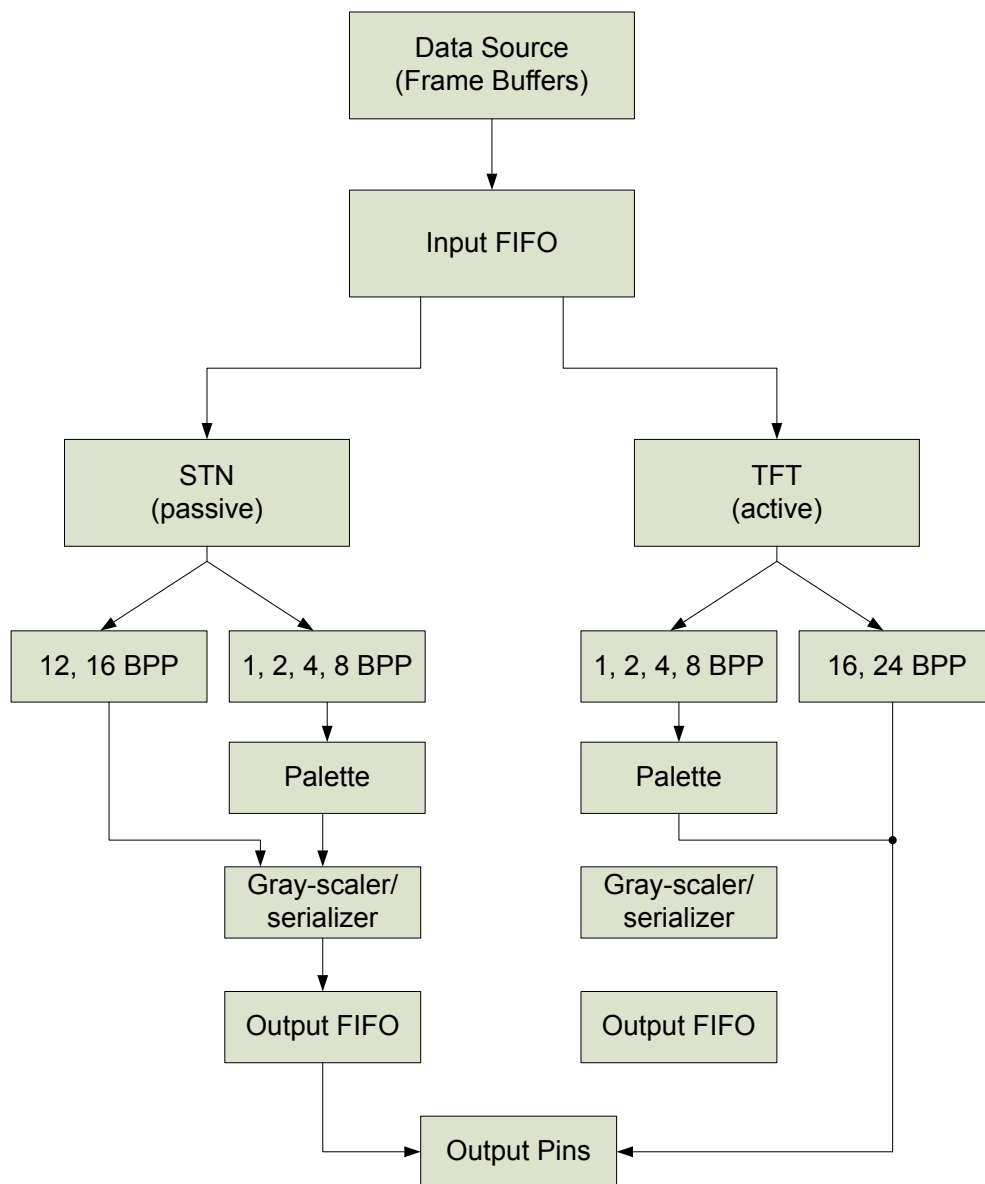 Data Source
(Frame Buffers)
Input FIFO
STN
(passive)
TFT
(active)
12, 16 BPP
1, 2, 4, 8 BPP
1, 2, 4, 8 BPP
16, 24 BPP
Palette
Palette
Gray-scaler/
serializer
Gray-scaler/
serializer
Output FIFO
Output FIFO
Output Pins